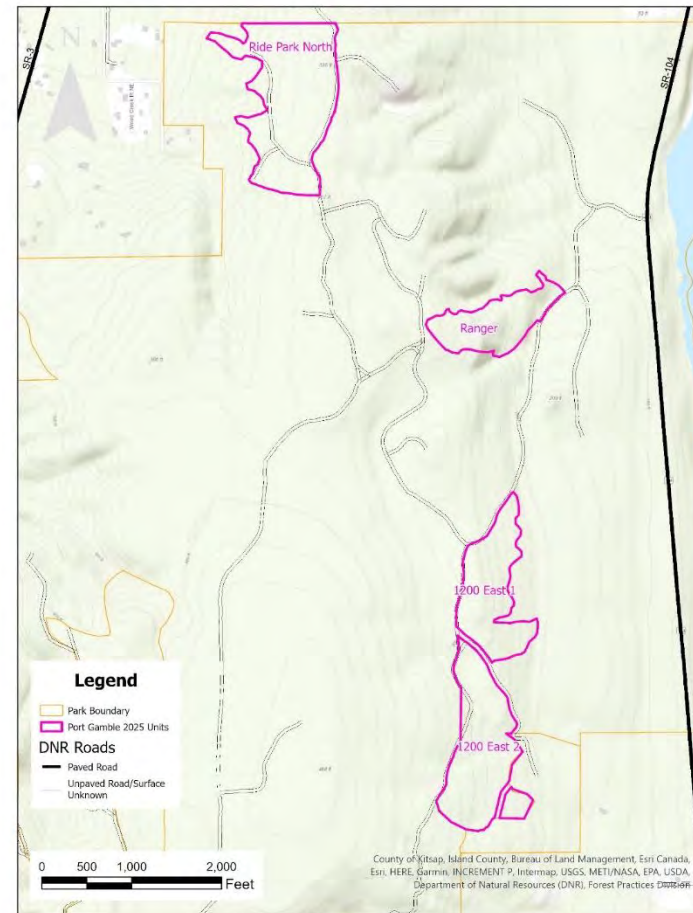 N
SR-3
Ride Park North
SR-104
Ranger
1200 East 1
1200 East 2
Legend
Park Boundary
Port Gamble 2025 Units
DNR Roads
Paved Road
Unpaved Road/Surface
Unknown
0 500 1,000 2,000
Feet
County of Kitsap, Island County, Bureau of Land Management, Esri Canada,
Esri, HERE, Garmin, INCREMENT P, Intermap, USGS, METI/NASA, EPA, USDA,
Department of Natural Resources (DNR), Forest Practices Division